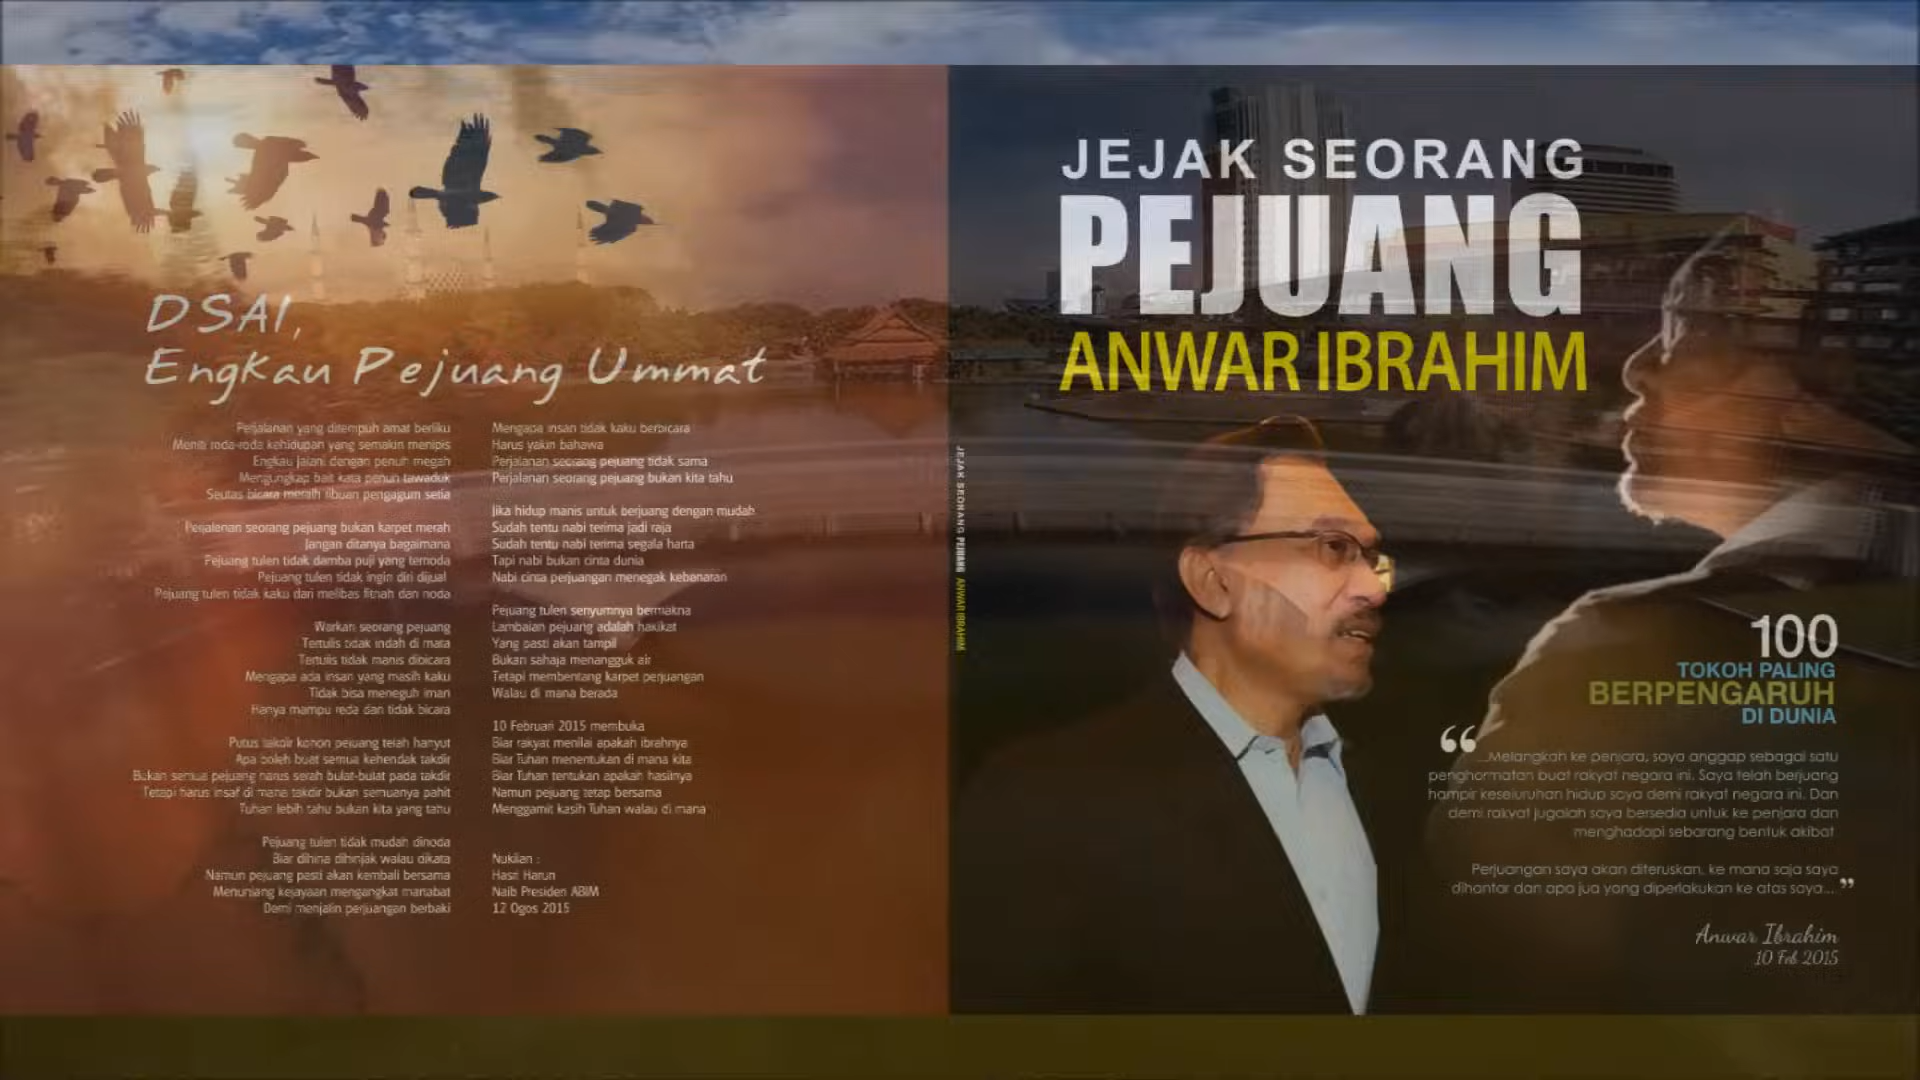 DSAI,
Engkau Pejuang Ummat
Perjalanan yang ditempuh amat berliku
Meniti roda-roda kehidupan yang semakin menipis
Engkau jalani dengan penuh megah
Mengungkap bait kata penuh tawaduk
Seutas bicara meraih ribuan pengagum setia
Perjalanan seorang pejuang bukan karpet merah
Jangan ditanya bagaimana
Pejuang tulen tidak damba puji yang ternoda
Pejuang tulen tidak ingin diri dijual
Pejuang tulen tidak kaku dari melibas fitnah dan noda
Warkah seorang pejuang
Tertulis tidak indah di mata
Tertulis tidak manis dibicara
Mengapa ada insan yang masih kaku
Tidak bisa meneguh iman
Hanya mampu reda dan tidak bicara
Putus takdir konon pejuang telah hanyut
Apa boleh buat semua kehendak takdir
Bukan semua pejuang harus serah bulat-bulat pada takdir
Tetapi harus insaf di mana takdir bukan semuanya pahit
Tuhan lebih tahu bukan kita yang tahu
Pejuang tulen tidak mudah dinoda
Biar dihina dihinjak walau dikata
Namun pejuang pasti akan kembali bersama
Menunjang kejayaan mengangkat martabat
Demi menjalin perjuangan berbaki
Mengapa insan tidak kaku berbicara
Harus yakin bahawa
Perjalanan seorang pejuang tidak sama
Perjalanan seorang pejuang bukan kita tahu
Jika hidup manis untuk berjuang dengan mudah
Sudah tentu nabi terima jadi raja
Sudah tentu nabi terima segala harta
Tapi nabi bukan cinta dunia
Nabi cinta perjuangan menegak kebenaran
Pejuang tulen senyumnya bermakna
Lambaian pejuang adalah hakikat
Yang pasti akan tampil
Bukan sahaja menangguk air
Tetapi membentang karpet perjuangan
Walau di mana berada
10 Februari 2015 membuka
Biar rakyat menilai apakah ibrahnya
Biar Tuhan menentukan di mana kita
Biar Tuhan tentukan apakah hasilnya
Namun pejuang tetap bersama
Menggamit kasih Tuhan walau di mana
Nukilan :
Hasri Harun
Naib Presiden ABIM
12 Ogos 2015
JEJAK SEORANG PEJUANG ANWAR IBRAHIM
JEJAK SEORANG
PEJUANG
ANWAR IBRAHIM
100
TOKOH PALING
BERPENGARUH
DI DUNIA
“ ...Melangkah ke penjara, saya anggap sebagai satu
penghormatan buat rakyat negara ini. Saya telah berjuang
hampir keseluruhan hidup saya demi rakyat negara ini. Dan
demi rakyat jugalah saya bersedia untuk ke penjara dan
menghadapi sebarang bentuk akibat
Perjuangan saya akan diteruskan, ke mana saja saya
dihantar dan apa jua yang diperlakukan ke atas saya... ”
Anwar Ibrahim
10 Feb 2015